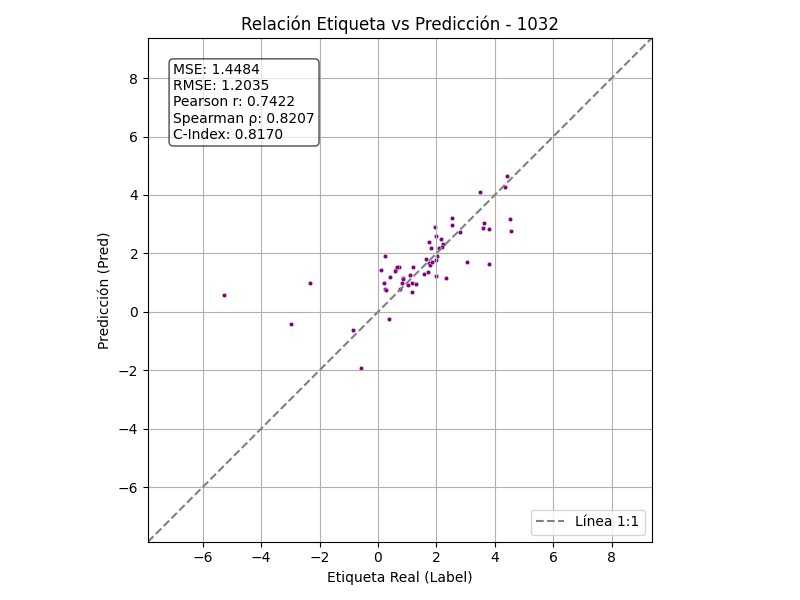 Relación Etiqueta vs Predicción - 1032
MSE: 1.4484
RMSE: 1.2035
Pearson r: 0.7422
Spearman ρ: 0.8207
C-Index: 0.8170
8
6
4
2
0
−2
−4
−6
Predicción (Pred)
Línea 1:1
−6 −4 −2 0 2 4 6 8
Etiqueta Real (Label)